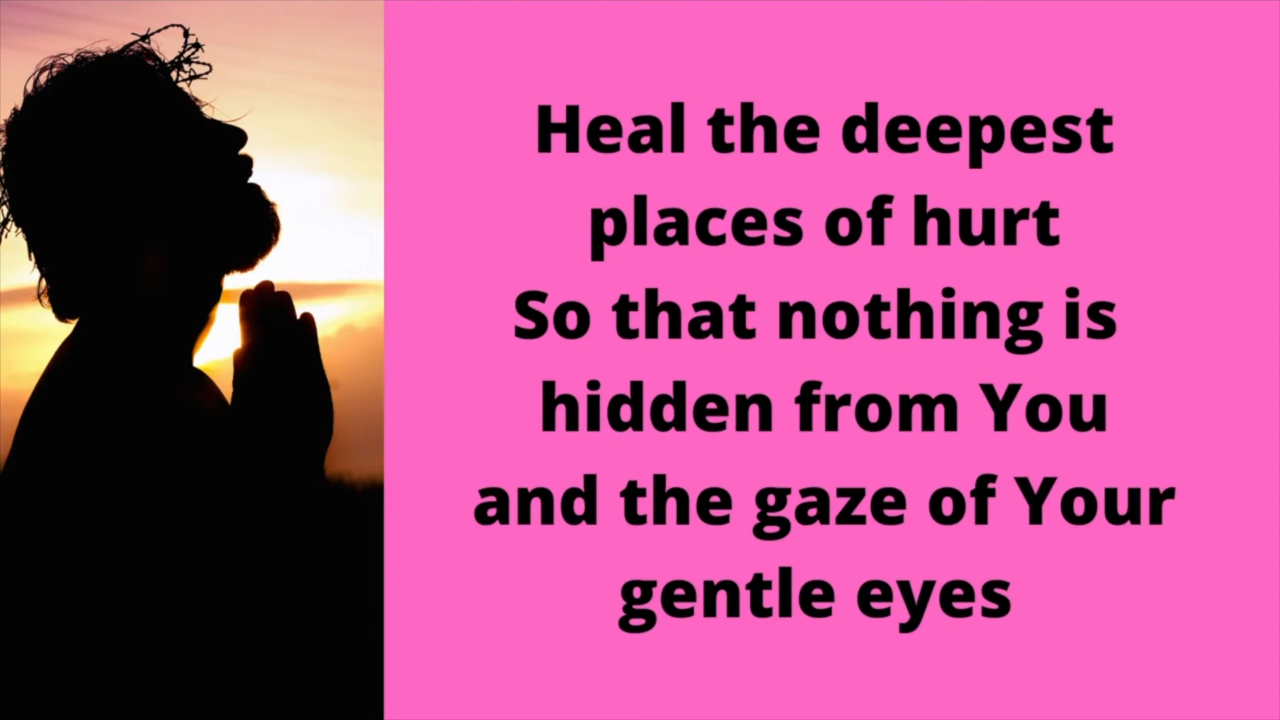 Heal the deepest
places of hurt
So that nothing is
hidden from You
and the gaze of Your
gentle eyes